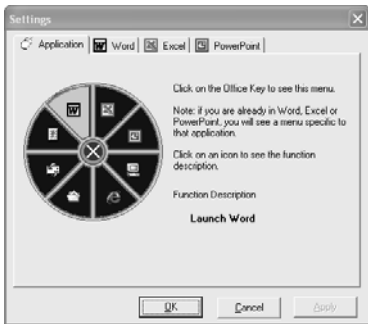 Settings
Application Word Excel PowerPoint
Click on the Office Key to see this menu.
Note: if you are already in Word, Excel or
PowerPoint, you will see a menu specific to
that application.
Click on an icon to see the function
description.
Function Description
Launch Word
OK Cancel Apply